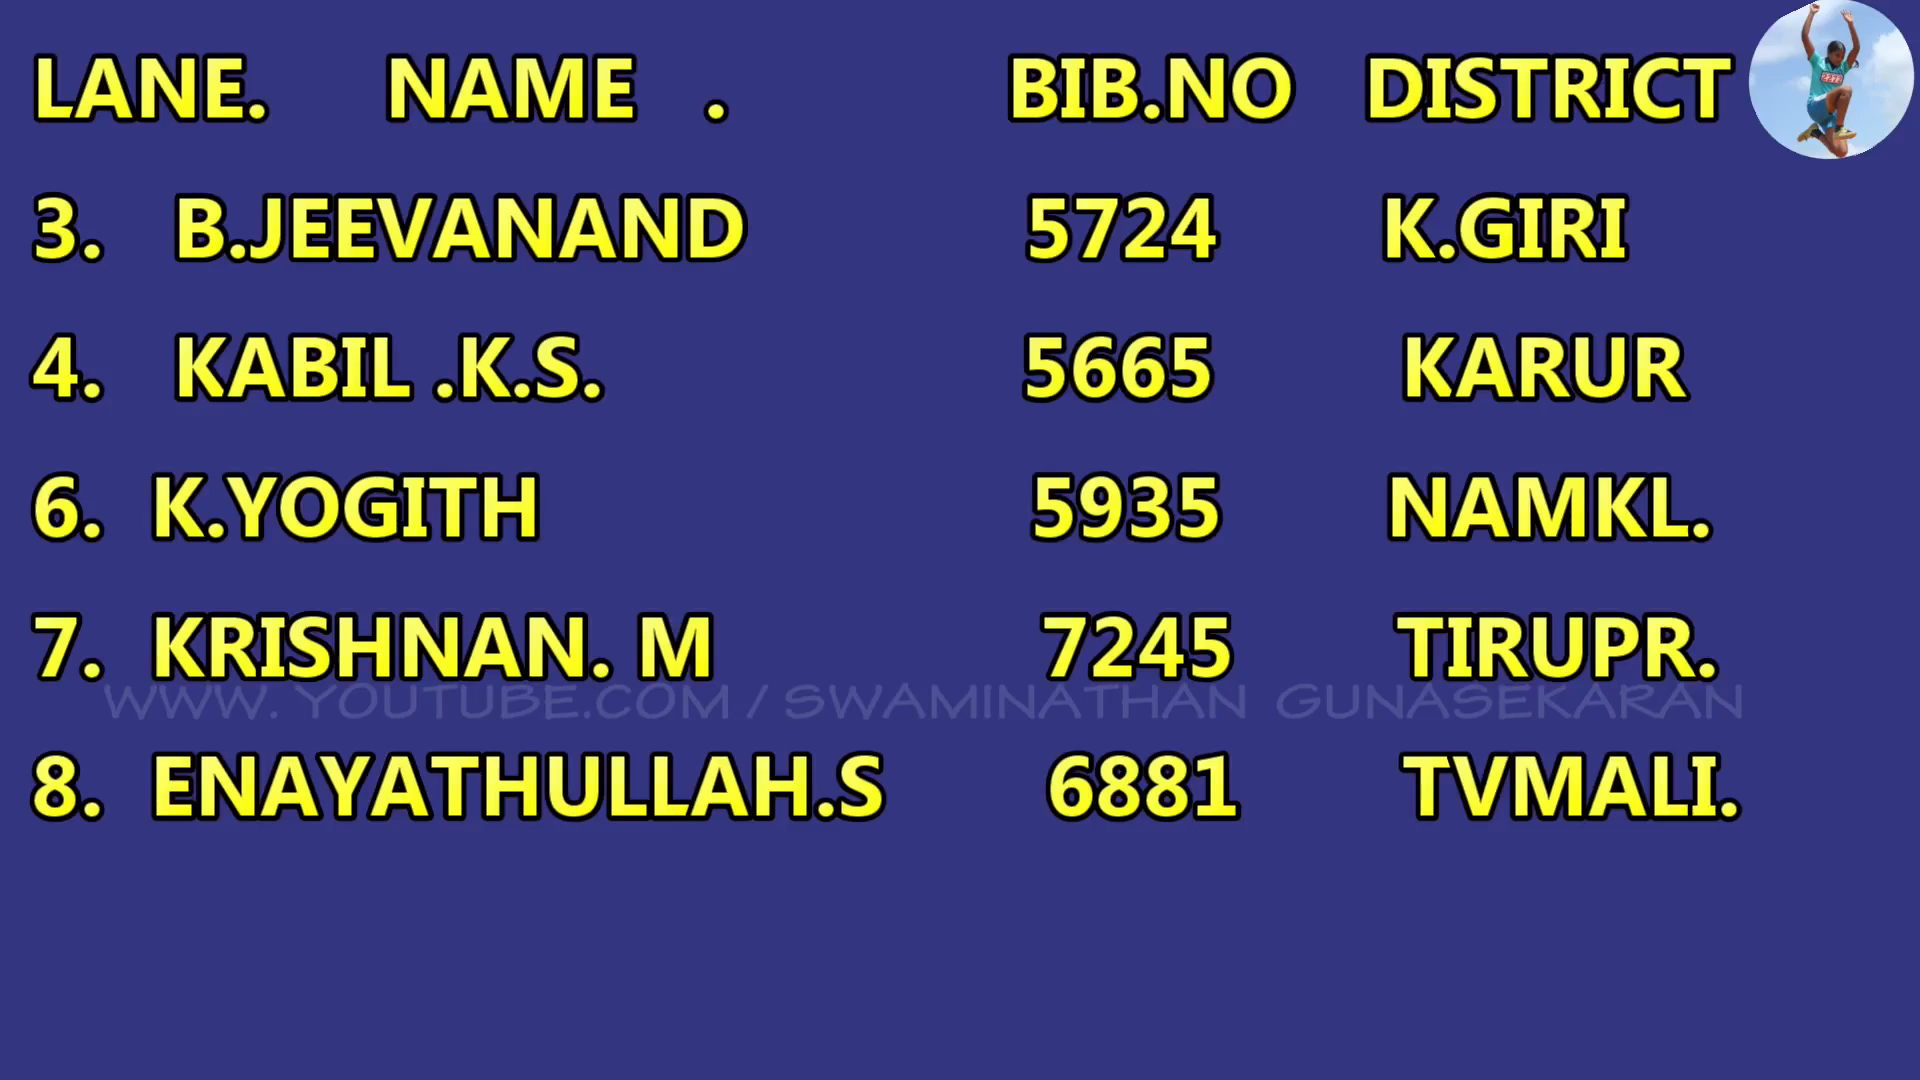 LANE. NAME . BIB.NO DISTRICT
2222
3. B.JEEVANAND 5724 K.GIRI
4. KABIL .K.S. 5665 KARUR
6. K.YOGITH 5935 NAMKL.
7. KRISHNAN. M 7245 TIRUPR.
WWW. YOUTUBE.COM / SWAMINATHAN GUNASEKARAN
8. ENAYATHULLAH.S 6881 TVMALI.